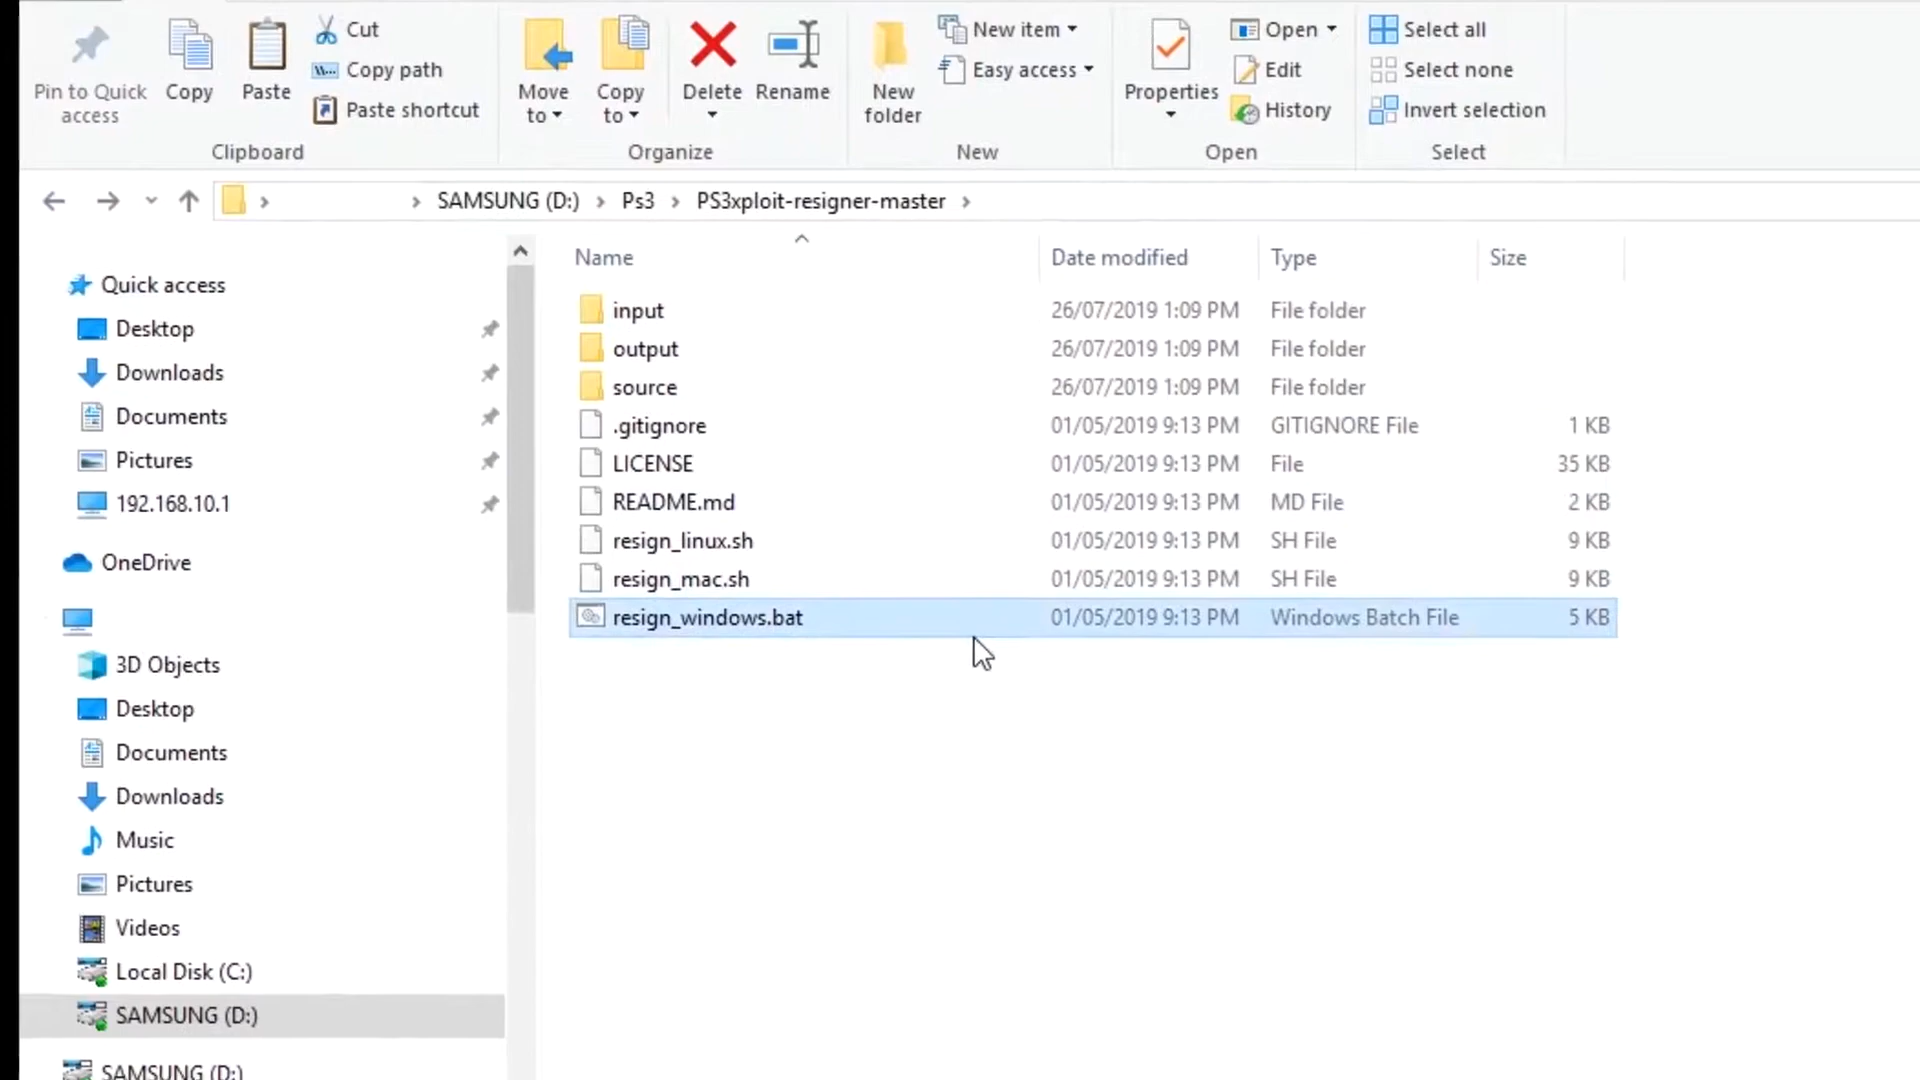 Pin to Quick access
Copy
Paste
Cut
Copy path
Paste shortcut
Clipboard
Move to
Copy to
Delete
Rename
Organize
New folder
New item
Easy access
New
Properties
Open
Edit
History
Open
Select all
Select none
Invert selection
Select
SAMSUNG (D:) Ps3 PS3xploit-resigner-master
Name Date modified Type Size
input 26/07/2019 1:09 PM File folder
output 26/07/2019 1:09 PM File folder
source 26/07/2019 1:09 PM File folder
.gitignore 01/05/2019 9:13 PM GITIGNORE File 1 KB
LICENSE 01/05/2019 9:13 PM File 35 KB
README.md 01/05/2019 9:13 PM MD File 2 KB
resign_linux.sh 01/05/2019 9:13 PM SH File 9 KB
resign_mac.sh 01/05/2019 9:13 PM SH File 9 KB
resign_windows.bat 01/05/2019 9:13 PM Windows Batch File 5 KB
Quick access
Desktop
Downloads
Documents
Pictures
192.168.10.1
OneDrive
3D Objects
Desktop
Documents
Downloads
Music
Pictures
Videos
Local Disk (C:)
SAMSUNG (D:)
SAMSUNG (D:)